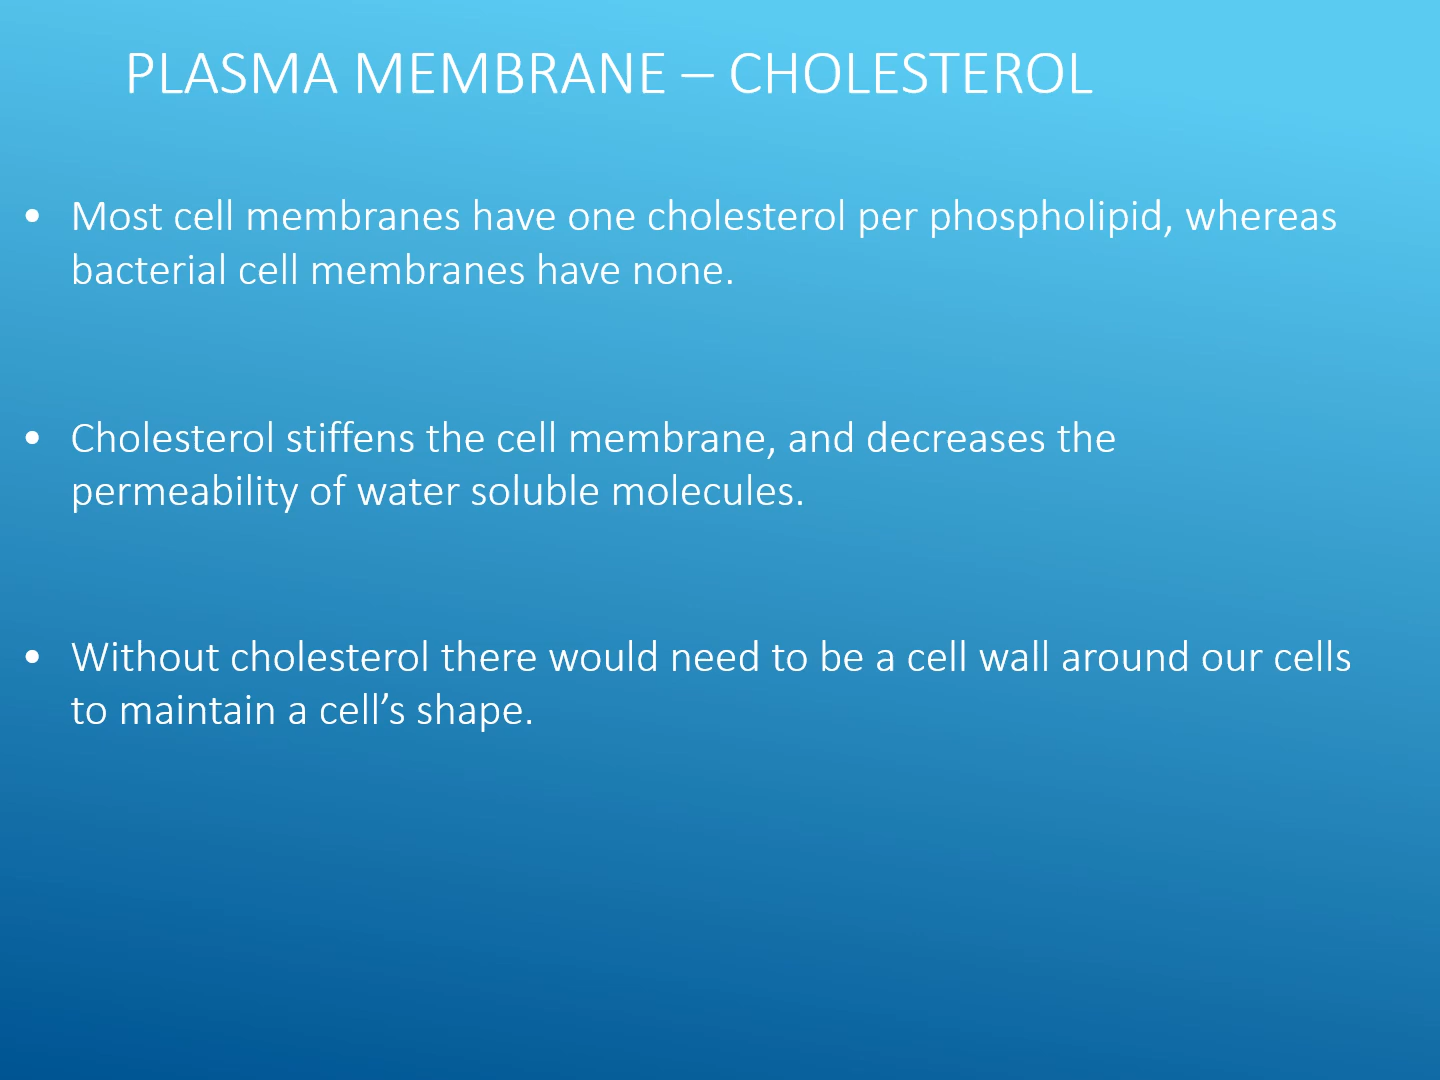 PLASMA MEMBRANE – CHOLESTEROL
• Most cell membranes have one cholesterol per phospholipid, whereas
bacterial cell membranes have none.
• Cholesterol stiffens the cell membrane, and decreases the
permeability of water soluble molecules.
• Without cholesterol there would need to be a cell wall around our cells
to maintain a cell’s shape.